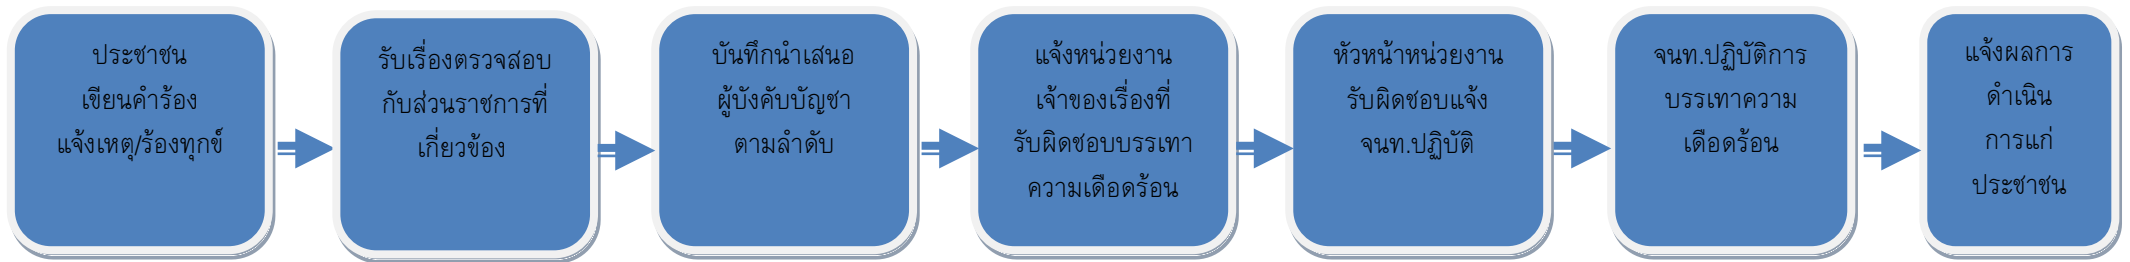 ประชาชน
เขียนคำร้อง
แจ้งเหตุ/ร้องทุกข์
รับเรื่องตรวจสอบ
กับส่วนราชการที่
เกี่ยวข้อง
บันทึกนำเสนอ
ผู้บังคับบัญชา
ตามลำดับ
แจ้งหน่วยงาน
เจ้าของเรื่องที่
รับผิดชอบบรรเทา
ความเดือดร้อน
หัวหน้าหน่วยงาน
รับผิดชอบแจ้ง
จนท.ปฏิบัติ
จนท.ปฏิบัติการ
บรรเทาความ
เดือดร้อน
แจ้งผลการ
ดำเนิน
การแก่
ประชาชน